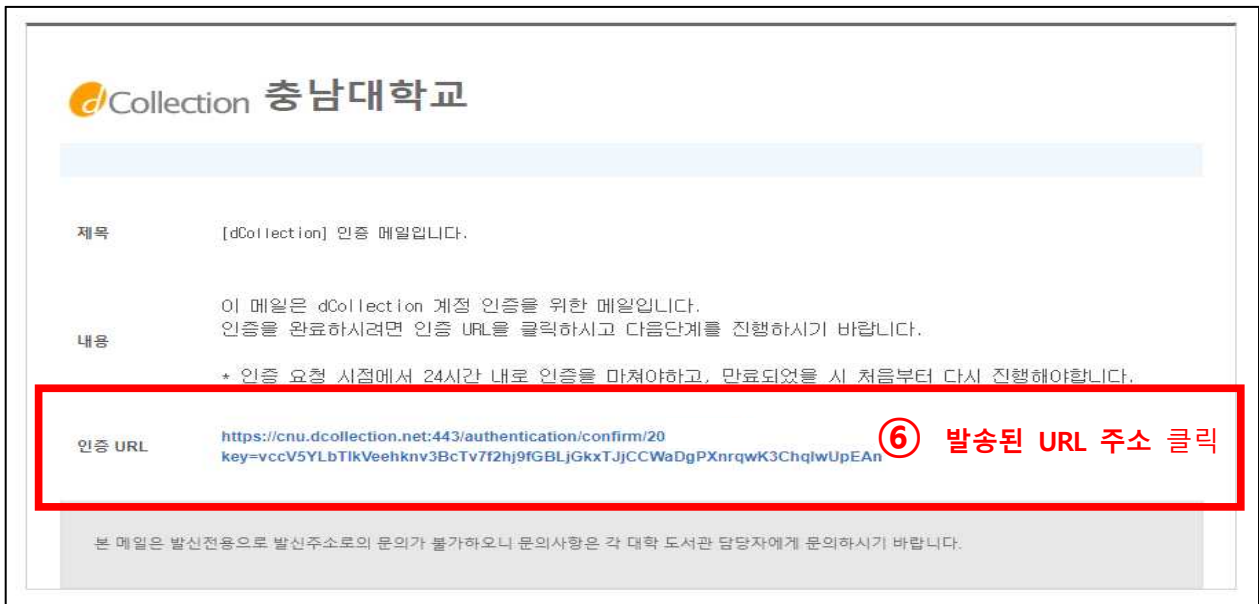 dCollection 충남대학교
제목
[dCollection] 인증 메일입니다.
내용
이 메일은 dCollection 계정 인증을 위한 메일입니다.
인증을 완료하시려면 인증 URL을 클릭하시고 다음단계를 진행하시기 바랍니다.
* 인증 요청 시점에서 24시간 내로 인증을 마쳐야하고, 만료되었을 시 처음부터 다시 진행해야합니다.
인증 URL
https://cnu.dcollection.net:443/authentication/confirm/20
key=vccV5YLbTlkVeehknv3BcTv7f2hj9fGBLjGkxTJjCCWaDgPXnrqwK3ChqlwUpEAn
⑥ 발송된 URL 주소 클릭
본 메일은 발신전용으로 발신주소로의 문의가 불가하오니 문의사항은 각 대학 도서관 담당자에게 문의하시기 바랍니다.